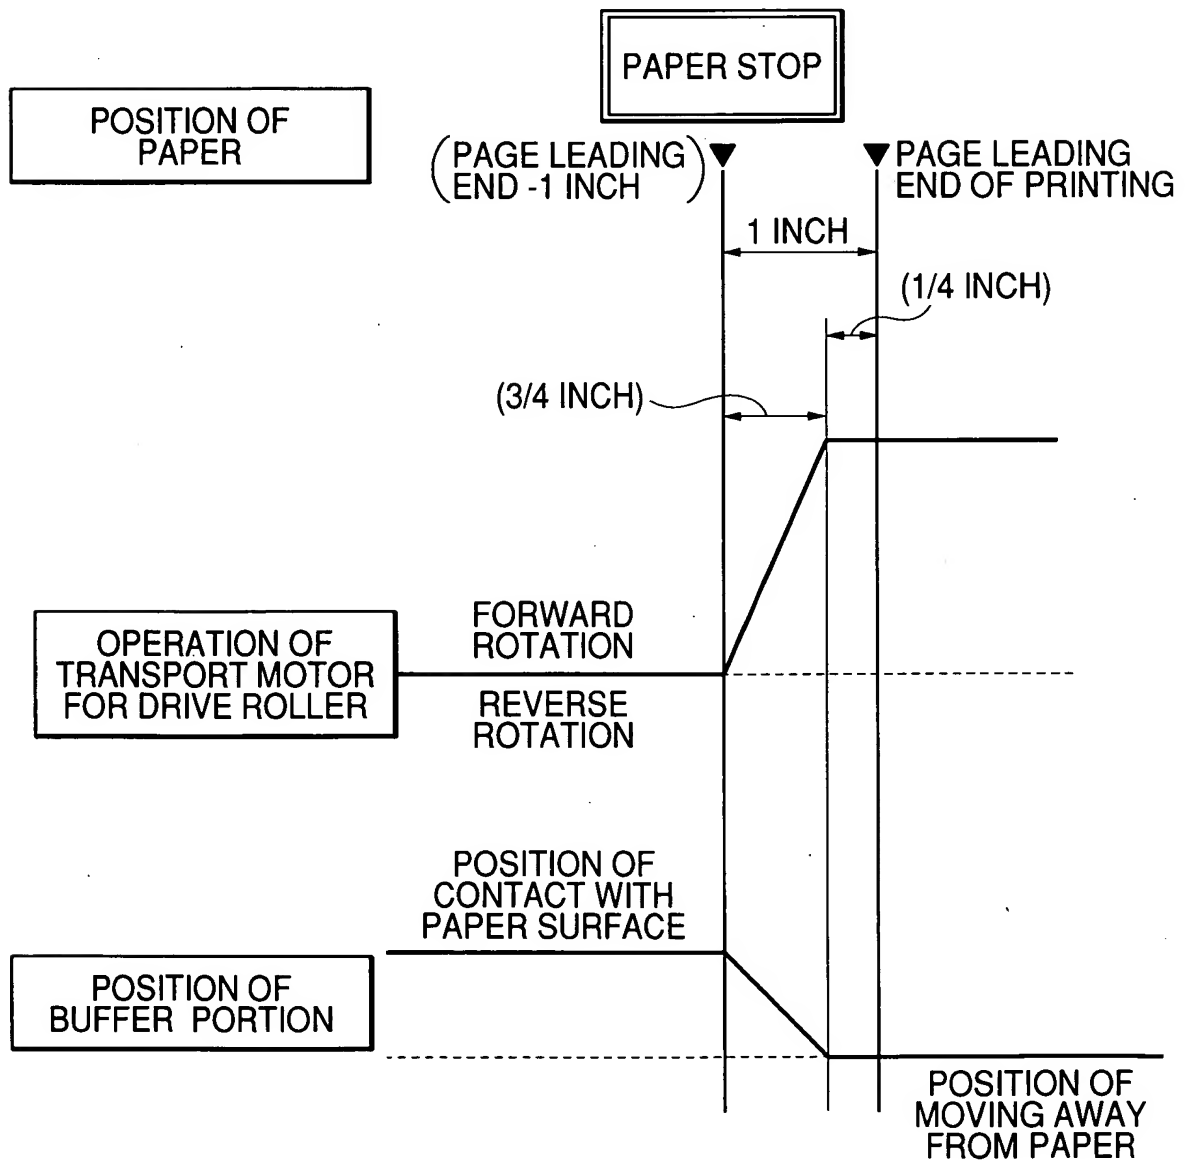 PAPER STOP
POSITION OF
PAPER
(PAGE LEADING
END -1 INCH)
PAGE LEADING
END OF PRINTING
1 INCH
(1/4 INCH)
(3/4 INCH)
FORWARD
ROTATION
OPERATION OF
TRANSPORT MOTOR
FOR DRIVE ROLLER
REVERSE
ROTATION
POSITION OF
CONTACT WITH
PAPER SURFACE
POSITION OF
BUFFER PORTION
POSITION OF
MOVING AWAY
FROM PAPER